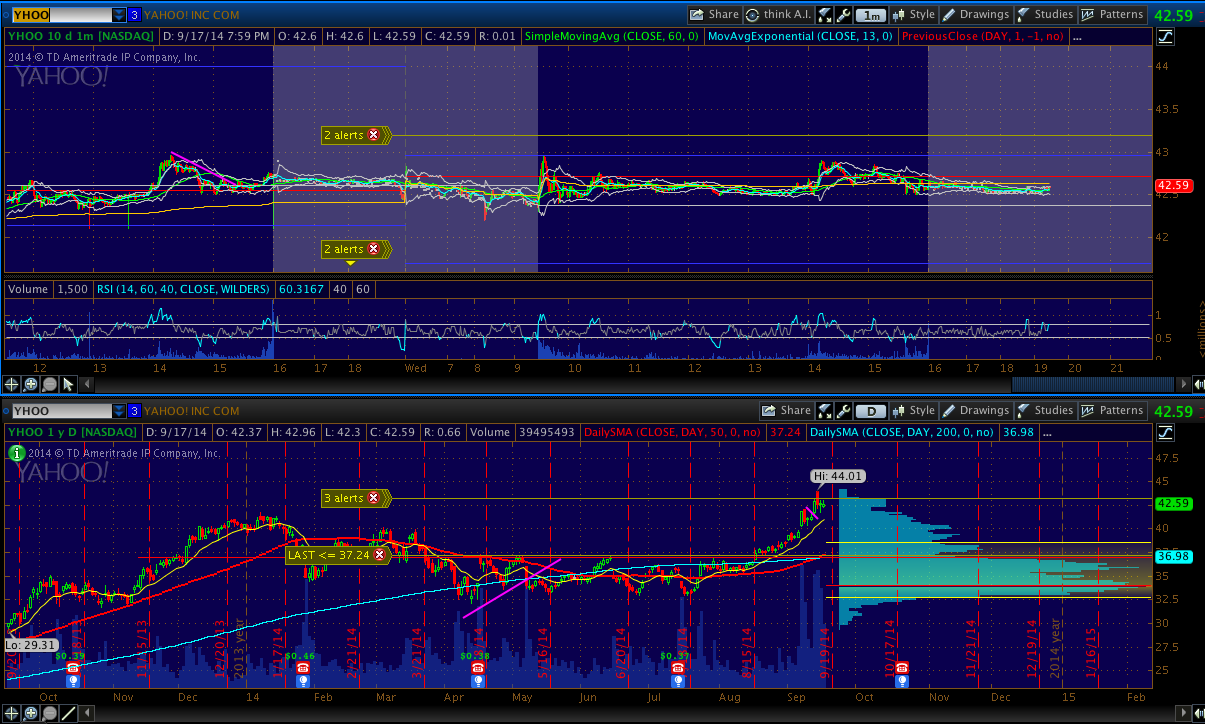 YHOO 3 YAHOO! INC COM Share think A.I. 1m Style Drawings Studies Patterns 42.59
YHOO 10 d 1m [NASDAQ] D: 9/17/14 7:59 PM O: 42.6 H: 42.6 L: 42.59 C: 42.59 R: 0.01 SimpleMovingAvg (CLOSE, 60, 0) MovAvgExponential (CLOSE, 13, 0) PreviousClose (DAY, 1, -1, no) ...
2014 © TD Ameritrade IP Company, Inc.
YAHOO!
44
43.5
2 alerts
43
42.59
42
2 alerts
Volume 1,500 RSI (14, 60, 40, CLOSE, WILDERS) 60.3167 40 60
1
0.5
0
<millions>
12 13 14 15 16 17 18 Wed 7 8 9 10 11 12 13 14 15 16 17 18 19 20 21
YHOO 3 YAHOO! INC COM Share D Style Drawings Studies Patterns 42.59
YHOO 1 y D [NASDAQ] D: 9/17/14 O: 42.37 H: 42.96 L: 42.3 C: 42.59 R: 0.66 Volume 39495493 DailySMA (CLOSE, DAY, 50, 0, no) 37.24 DailySMA (CLOSE, DAY, 200, 0, no) 36.98 ...
2014 © TD Ameritrade IP Company, Inc.
YAHOO!
47.5
Hi: 44.01
45
3 alerts
42.59
40
LAST <= 37.24
36.98
35
32.5
30
Lo: 29.31
27.5
25
$0.39 $0.46 $0.38 $0.37
11/15/13 12/20/13 2013 year 1/17/14 2/21/14 3/21/14 5/16/14 6/20/14 8/15/14 9/19/14 10/17/14 11/21/14 12/19/14 2014 year 1/16/15
Oct Nov Dec 14 Feb Mar Apr May Jun Jul Aug Sep Oct Nov Dec 15 Feb